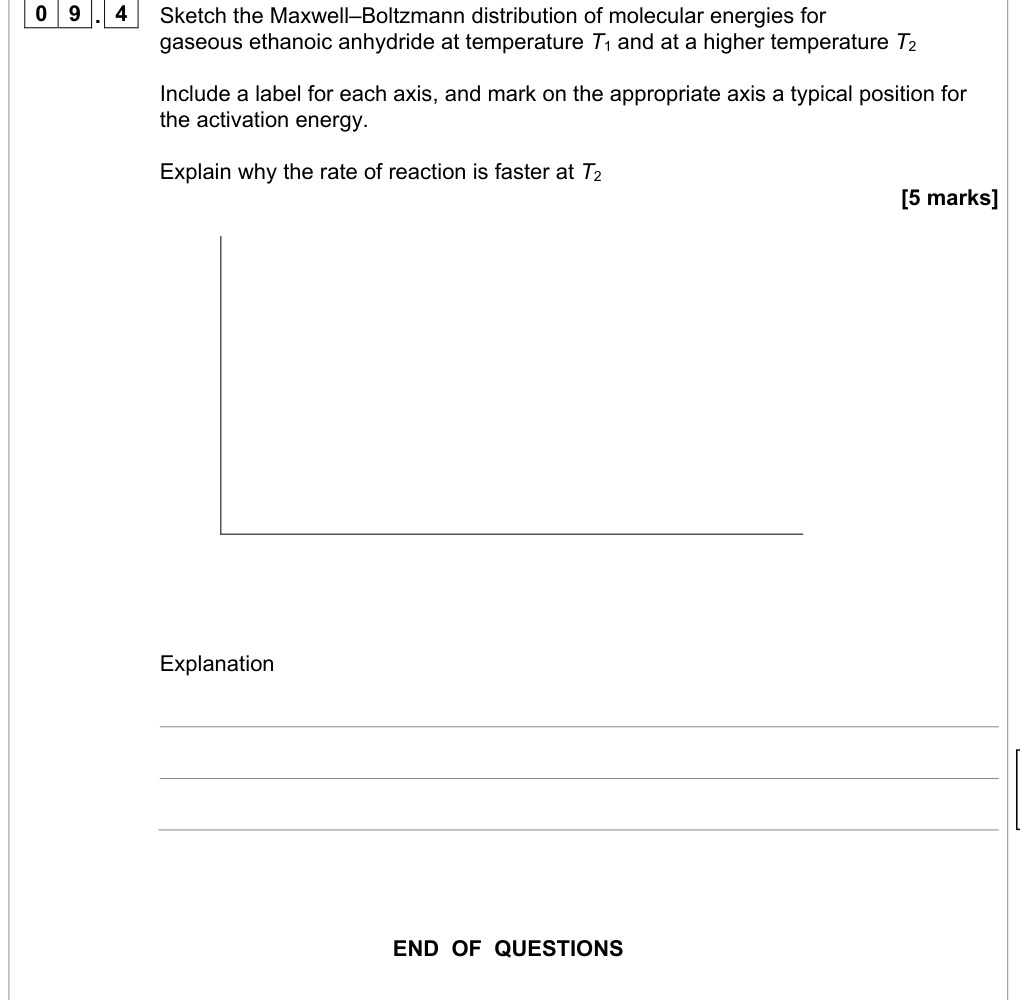 09.4 Sketch the Maxwell–Boltzmann distribution of molecular energies for
gaseous ethanoic anhydride at temperature T₁ and at a higher temperature T₂
Include a label for each axis, and mark on the appropriate axis a typical position for
the activation energy.
Explain why the rate of reaction is faster at T₂
[5 marks]
Explanation
END OF QUESTIONS